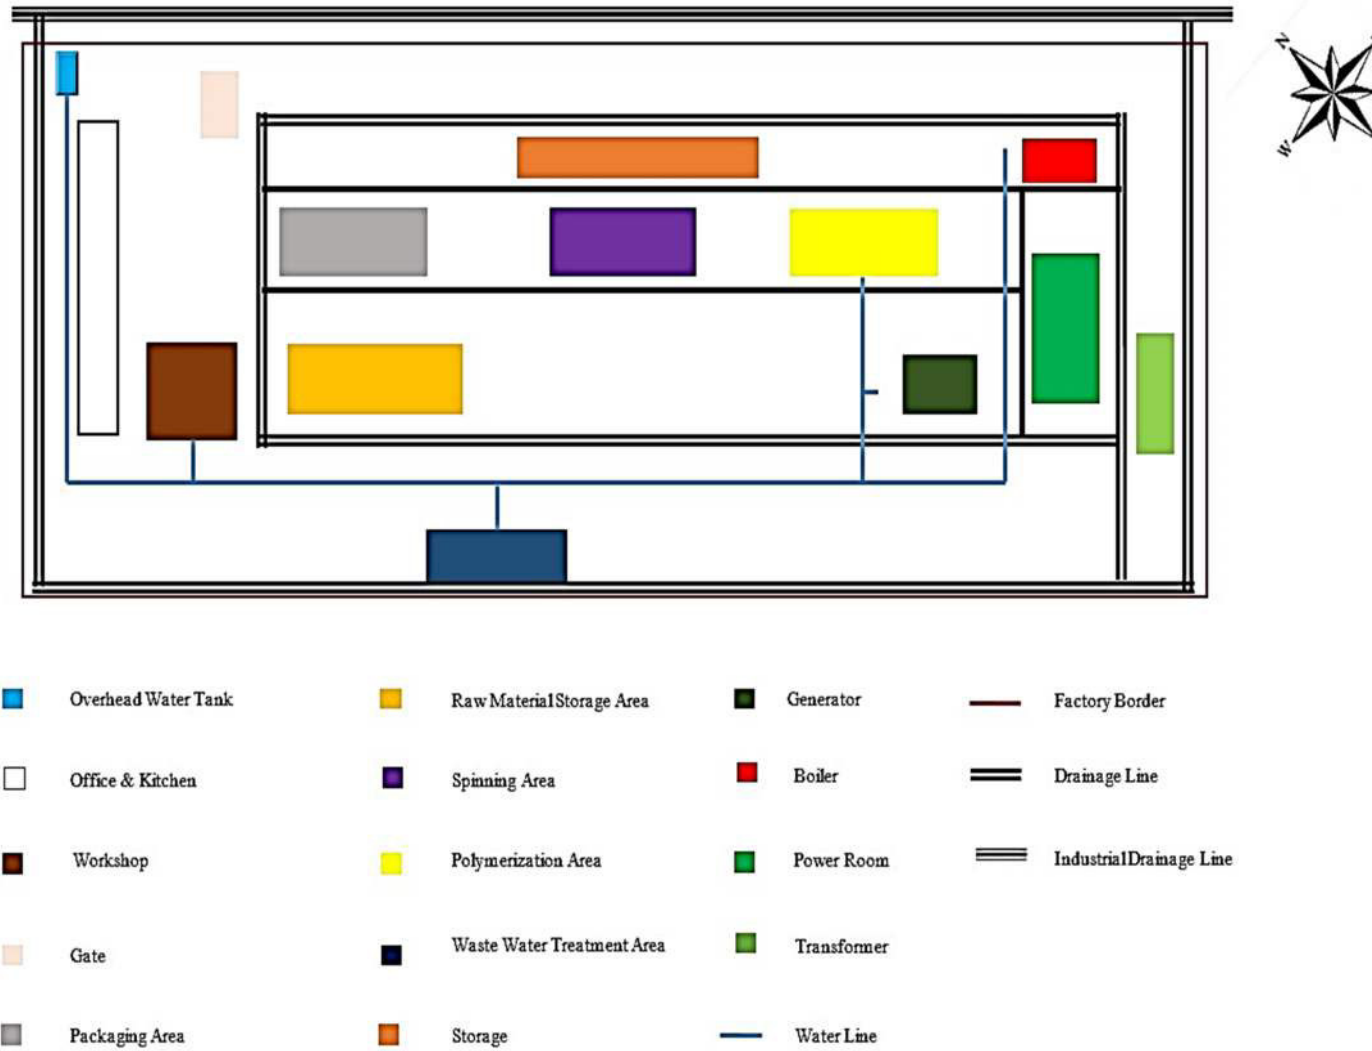 N
W
Overhead Water Tank
Raw Material Storage Area
Generator
Factory Border
Office & Kitchen
Spinning Area
Boiler
Drainage Line
Workshop
Polymerization Area
Power Room
Industrial Drainage Line
Gate
Waste Water Treatment Area
Transformer
Packaging Area
Storage
Water Line